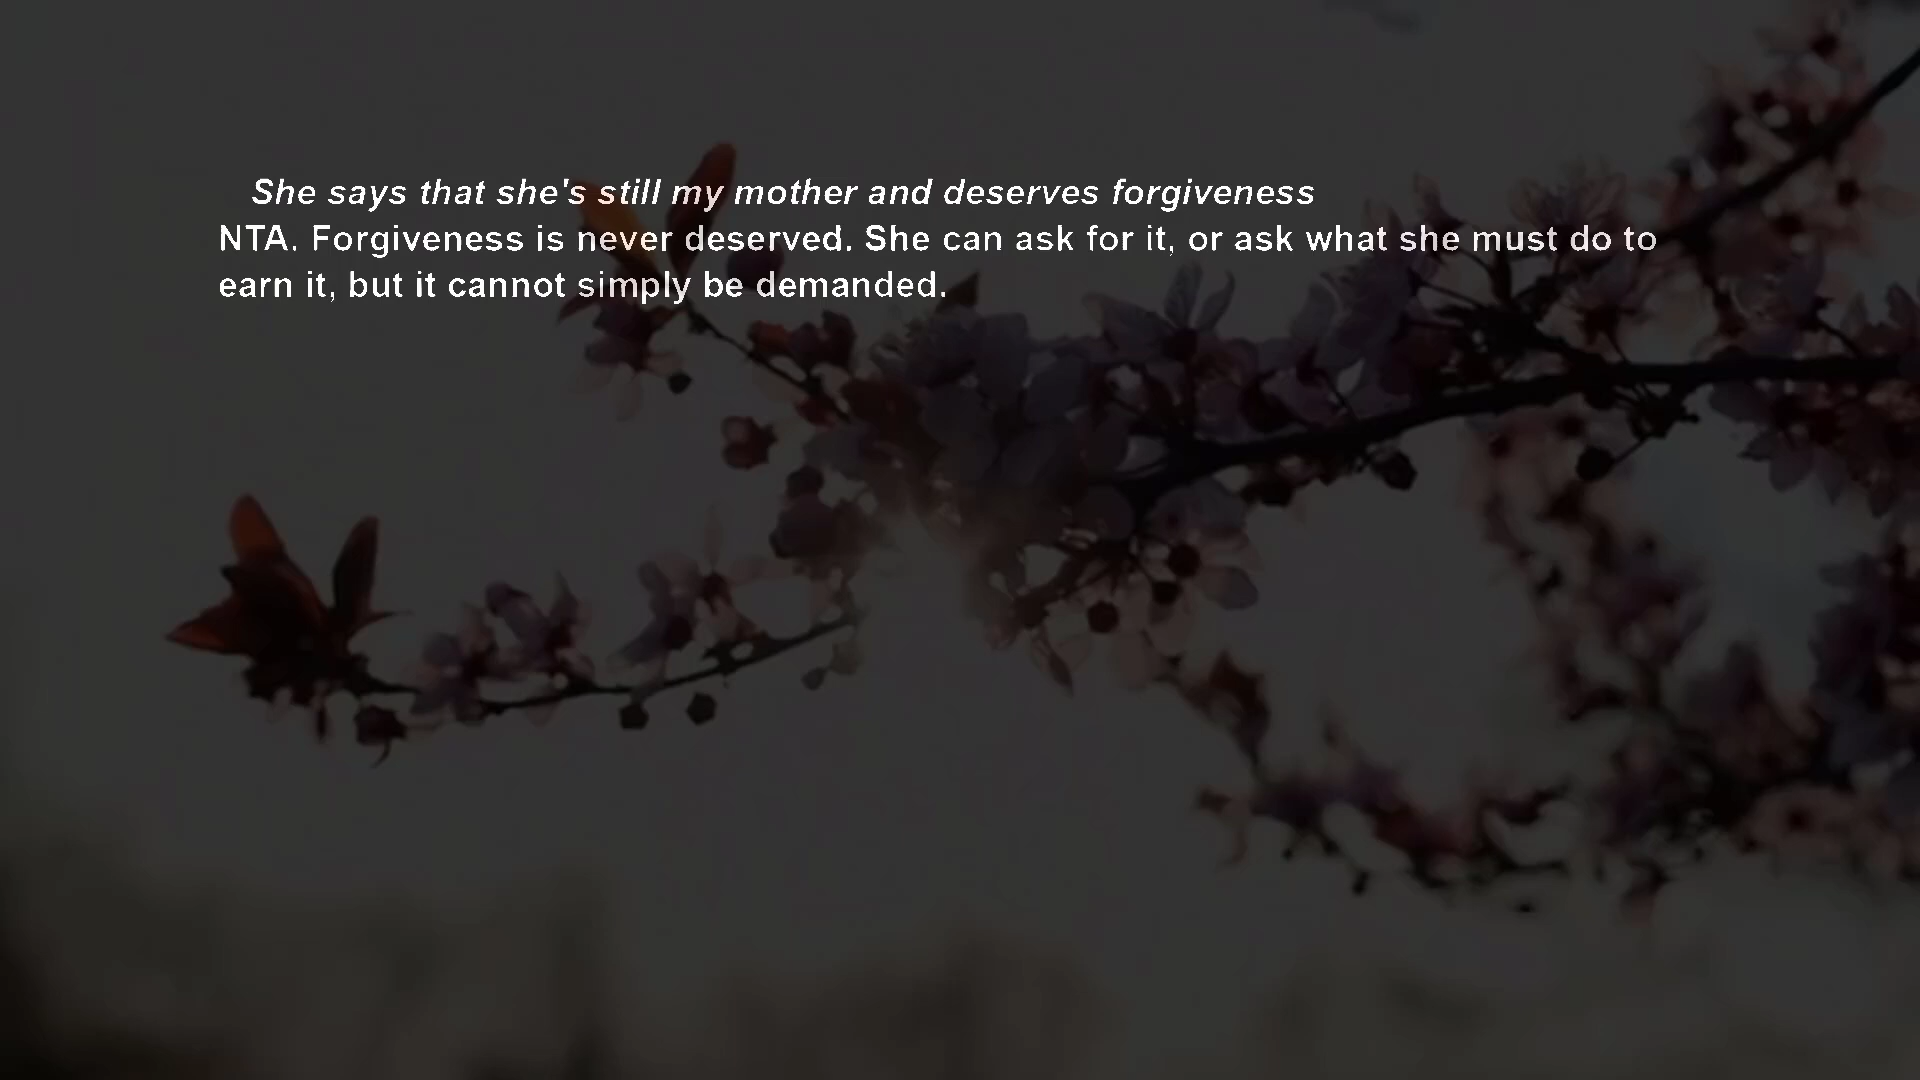 She says that she's still my mother and deserves forgiveness
NTA. Forgiveness is never deserved. She can ask for it, or ask what she must do to
earn it, but it cannot simply be demanded.